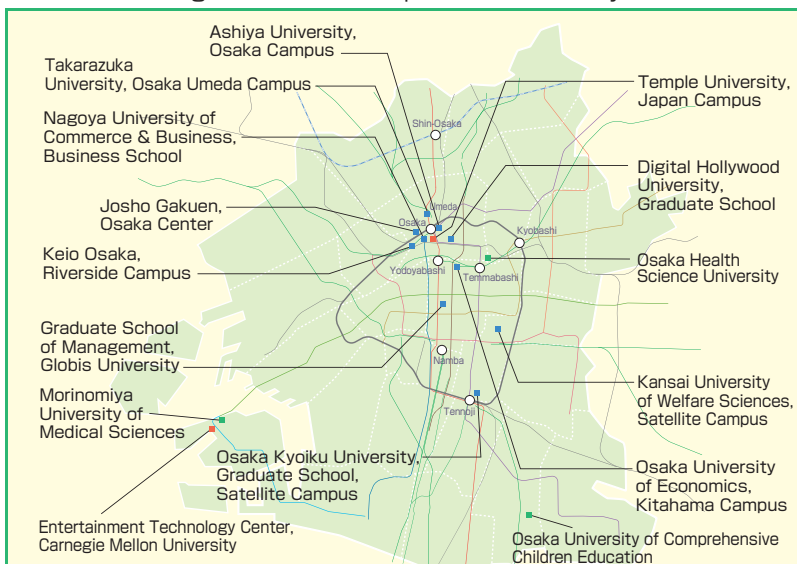 Ashiya University,
Osaka Campus
Takarazuka
University, Osaka Umeda Campus
Temple University,
Japan Campus
Nagoya University of
Commerce & Business,
Business School
Shin-Osaka
Digital Hollywood
University,
Graduate School
Josho Gakuen,
Osaka Center
Umeda
Osaka
Kyobashi
Keio Osaka,
Riverside Campus
Yodoyabashi
Temmabashi
Osaka Health
Science University
Graduate School
of Management,
Globis University
Namba
Kansai University
of Welfare Sciences,
Satellite Campus
Morinomiya
University of
Medical Sciences
Tennoji
Osaka Kyoiku University,
Graduate School,
Satellite Campus
Osaka University
of Economics,
Kitahama Campus
Entertainment Technology Center,
Carnegie Mellon University
Osaka University of Comprehensive
Children Education